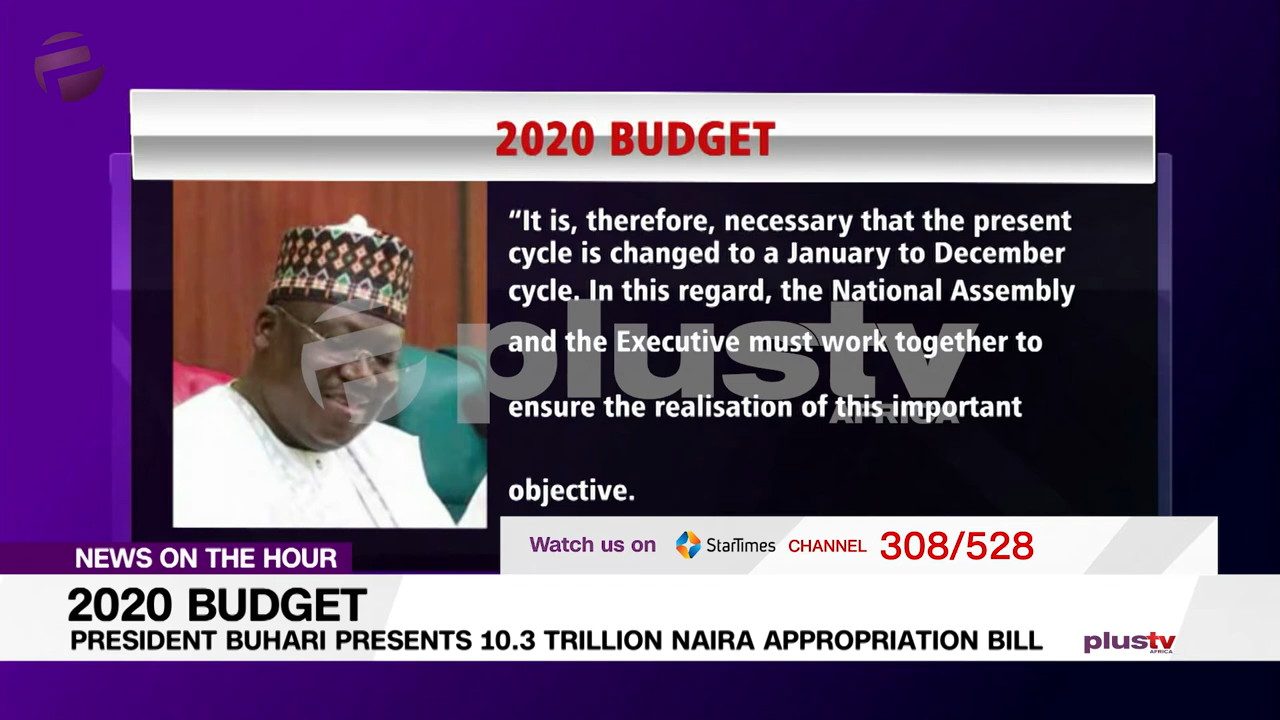 2020 BUDGET
“It is, therefore, necessary that the present
cycle is changed to a January to December
cycle. In this regard, the National Assembly
and the Executive must work together to
ensure the realisation of this important
objective.
plustv
AFRICA
Watch us on StarTimes CHANNEL 308/528
NEWS ON THE HOUR
2020 BUDGET
PRESIDENT BUHARI PRESENTS 10.3 TRILLION NAIRA APPROPRIATION BILL
plustv
AFRICA